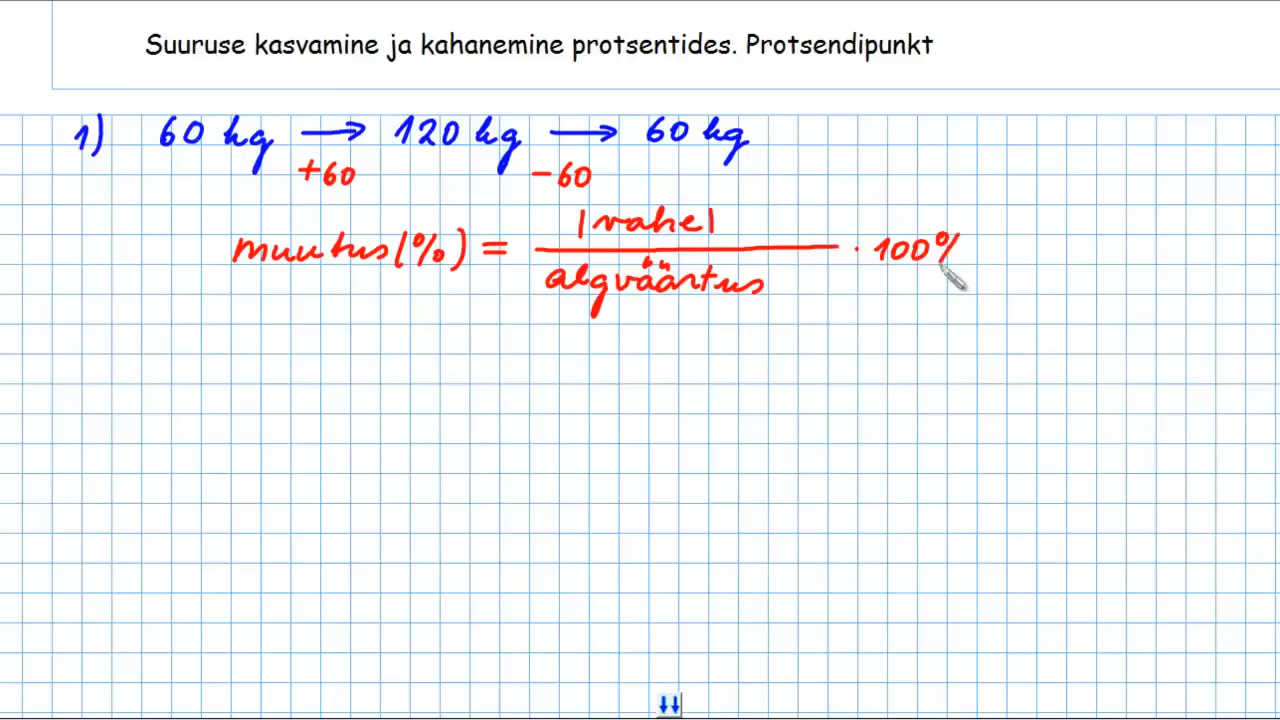 Suuruse kasvamine ja kahanemine protsentides. Protsendipunkt
1) 60 kg → 120 kg → 60 kg
+60 −60
muutus(%) = |vahe| / algväärtus · 100%